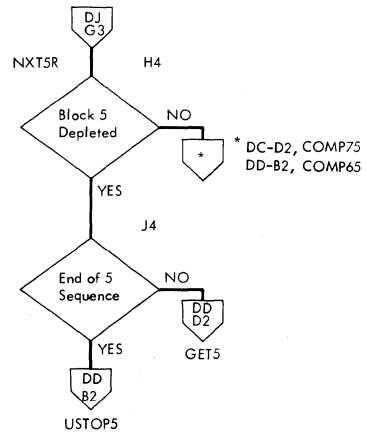 DJ
G3
NXT5R
H4
Block 5
Depleted
NO
*
* DC-D2, COMP75
DD-B2, COMP65
YES
J4
End of 5
Sequence
NO
DD
D2
GET5
YES
DD
B2
USTOP5